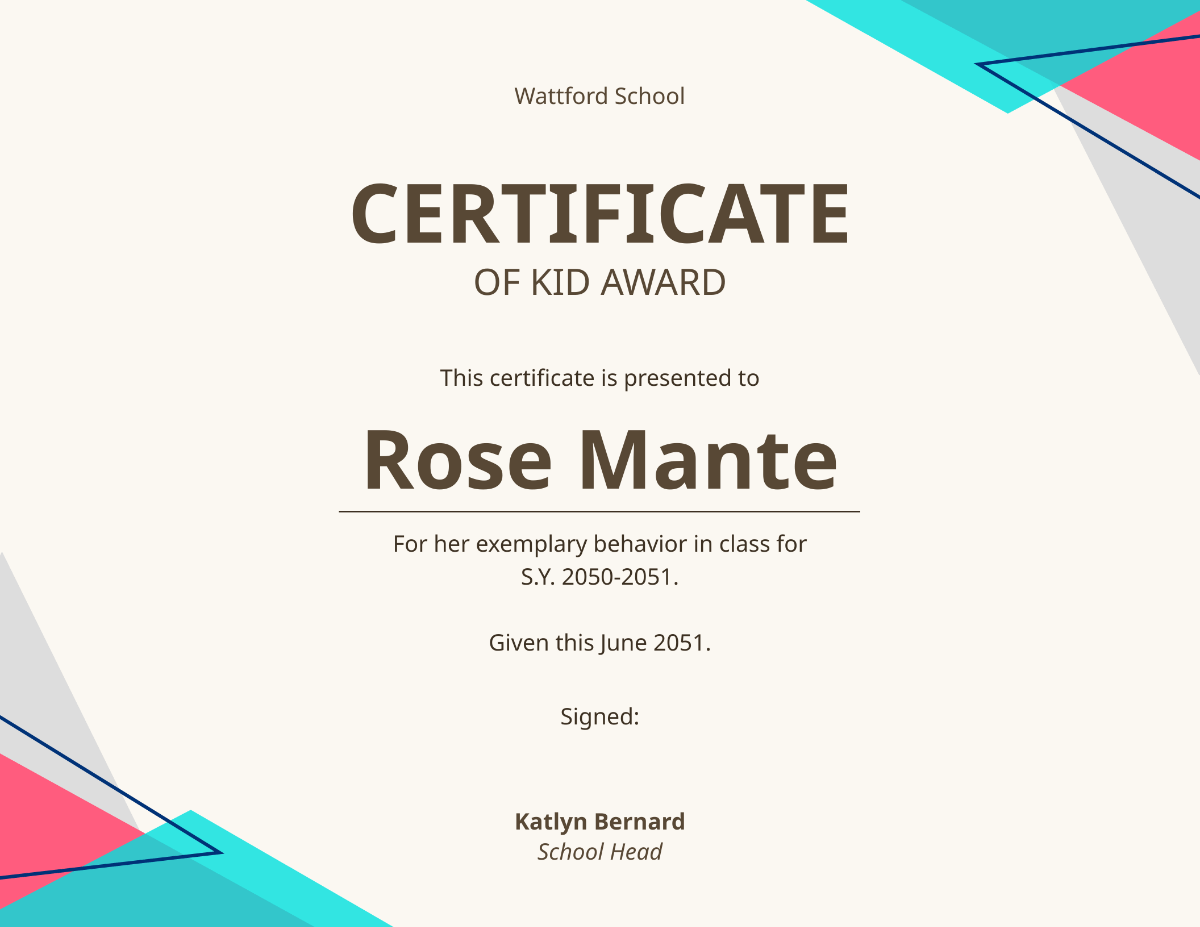 Wattford School
CERTIFICATE
OF KID AWARD
This certificate is presented to
Rose Mante
For her exemplary behavior in class for
S.Y. 2050-2051.
Given this June 2051.
Signed:
Katlyn Bernard
School Head